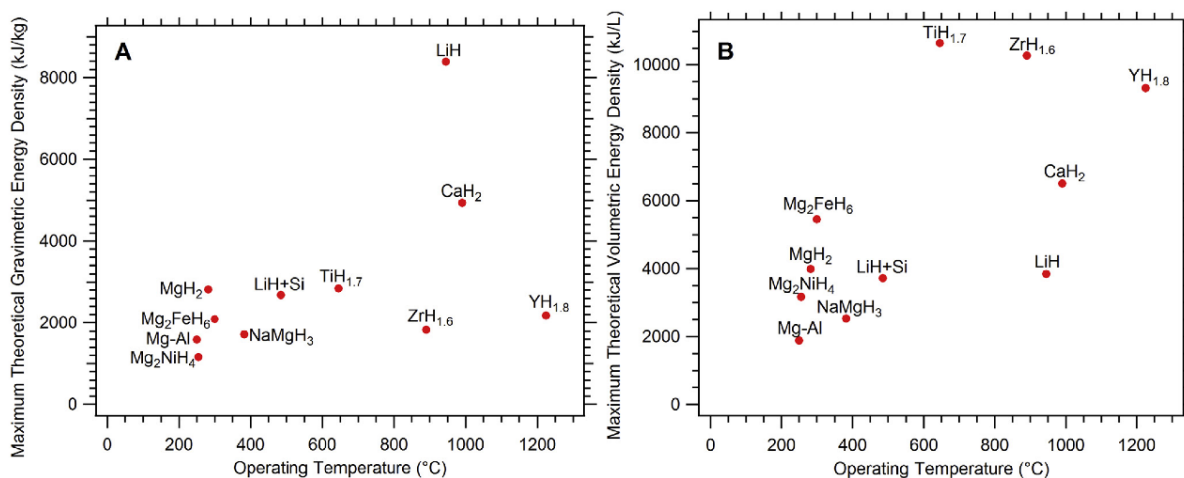 A
Maximum Theoretical Gravimetric Energy Density (kJ/kg)
8000
6000
4000
2000
0
LiH
CaH2
MgH2
LiH+Si
TiH1.7
Mg2FeH6
Mg-Al
Mg2NiH4
NaMgH3
ZrH1.6
YH1.8
0 200 400 600 800 1000 1200
Operating Temperature (°C)
B
Maximum Theoretical Volumetric Energy Density (kJ/L)
10000
8000
6000
4000
2000
0
TiH1.7
ZrH1.6
YH1.8
CaH2
Mg2FeH6
MgH2
LiH+Si
LiH
Mg2NiH4
NaMgH3
Mg-Al
0 200 400 600 800 1000 1200
Operating Temperature (°C)